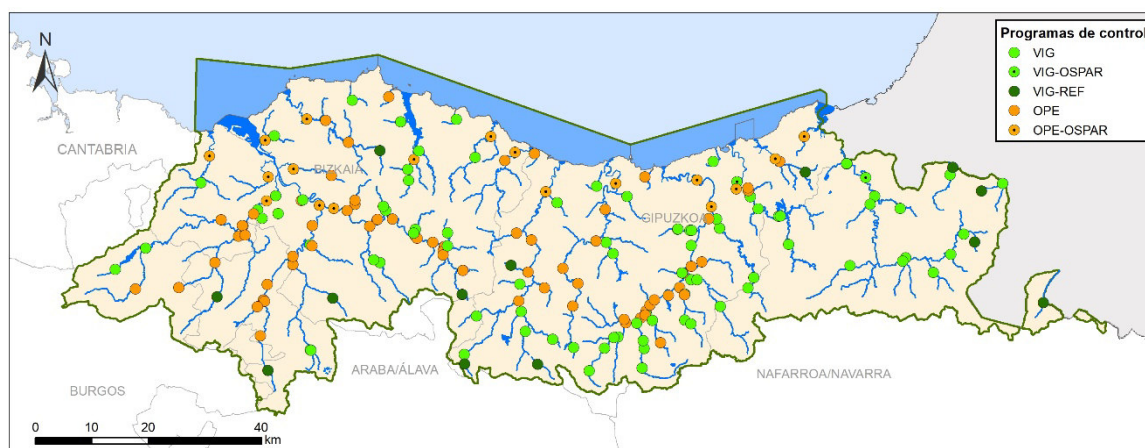 N
Programas de control
VIG
VIG-OSPAR
VIG-REF
OPE
OPE-OSPAR
CANTABRIA
BIZKAIA
GIPUZKOA
ARABA/ÁLAVA
NAFARROA/NAVARRA
BURGOS
0 10 20 40
km